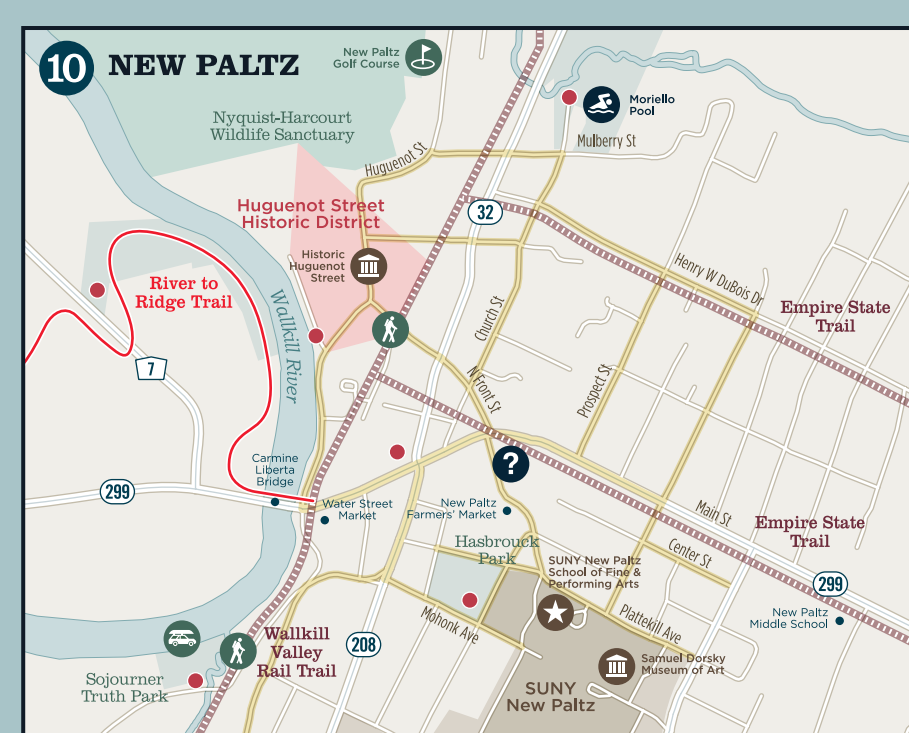 10 NEW PALTZ
New Paltz
Golf Course
Moriello
Pool
Nyquist-Harcourt
Wildlife Sanctuary
Mulberry St
Huguenot St
Huguenot Street
Historic District
32
Historic
Huguenot
Street
Henry W DuBois Dr
River to
Ridge Trail
Wallkill River
Church St
Empire State
Trail
7
N Front St
Prospect St
Carmine
Liberta
Bridge
?
299
Water Street
Market
New Paltz
Farmers' Market
Main St
Empire State
Trail
Hasbrouck
Park
Center St
SUNY New Paltz
School of Fine &
Performing Arts
299
Mohonk Ave
Plattekill Ave
New Paltz
Middle School
Wallkill
Valley
Rail Trail
208
Samuel Dorsky
Museum of Art
Sojourner
Truth Park
SUNY
New Paltz